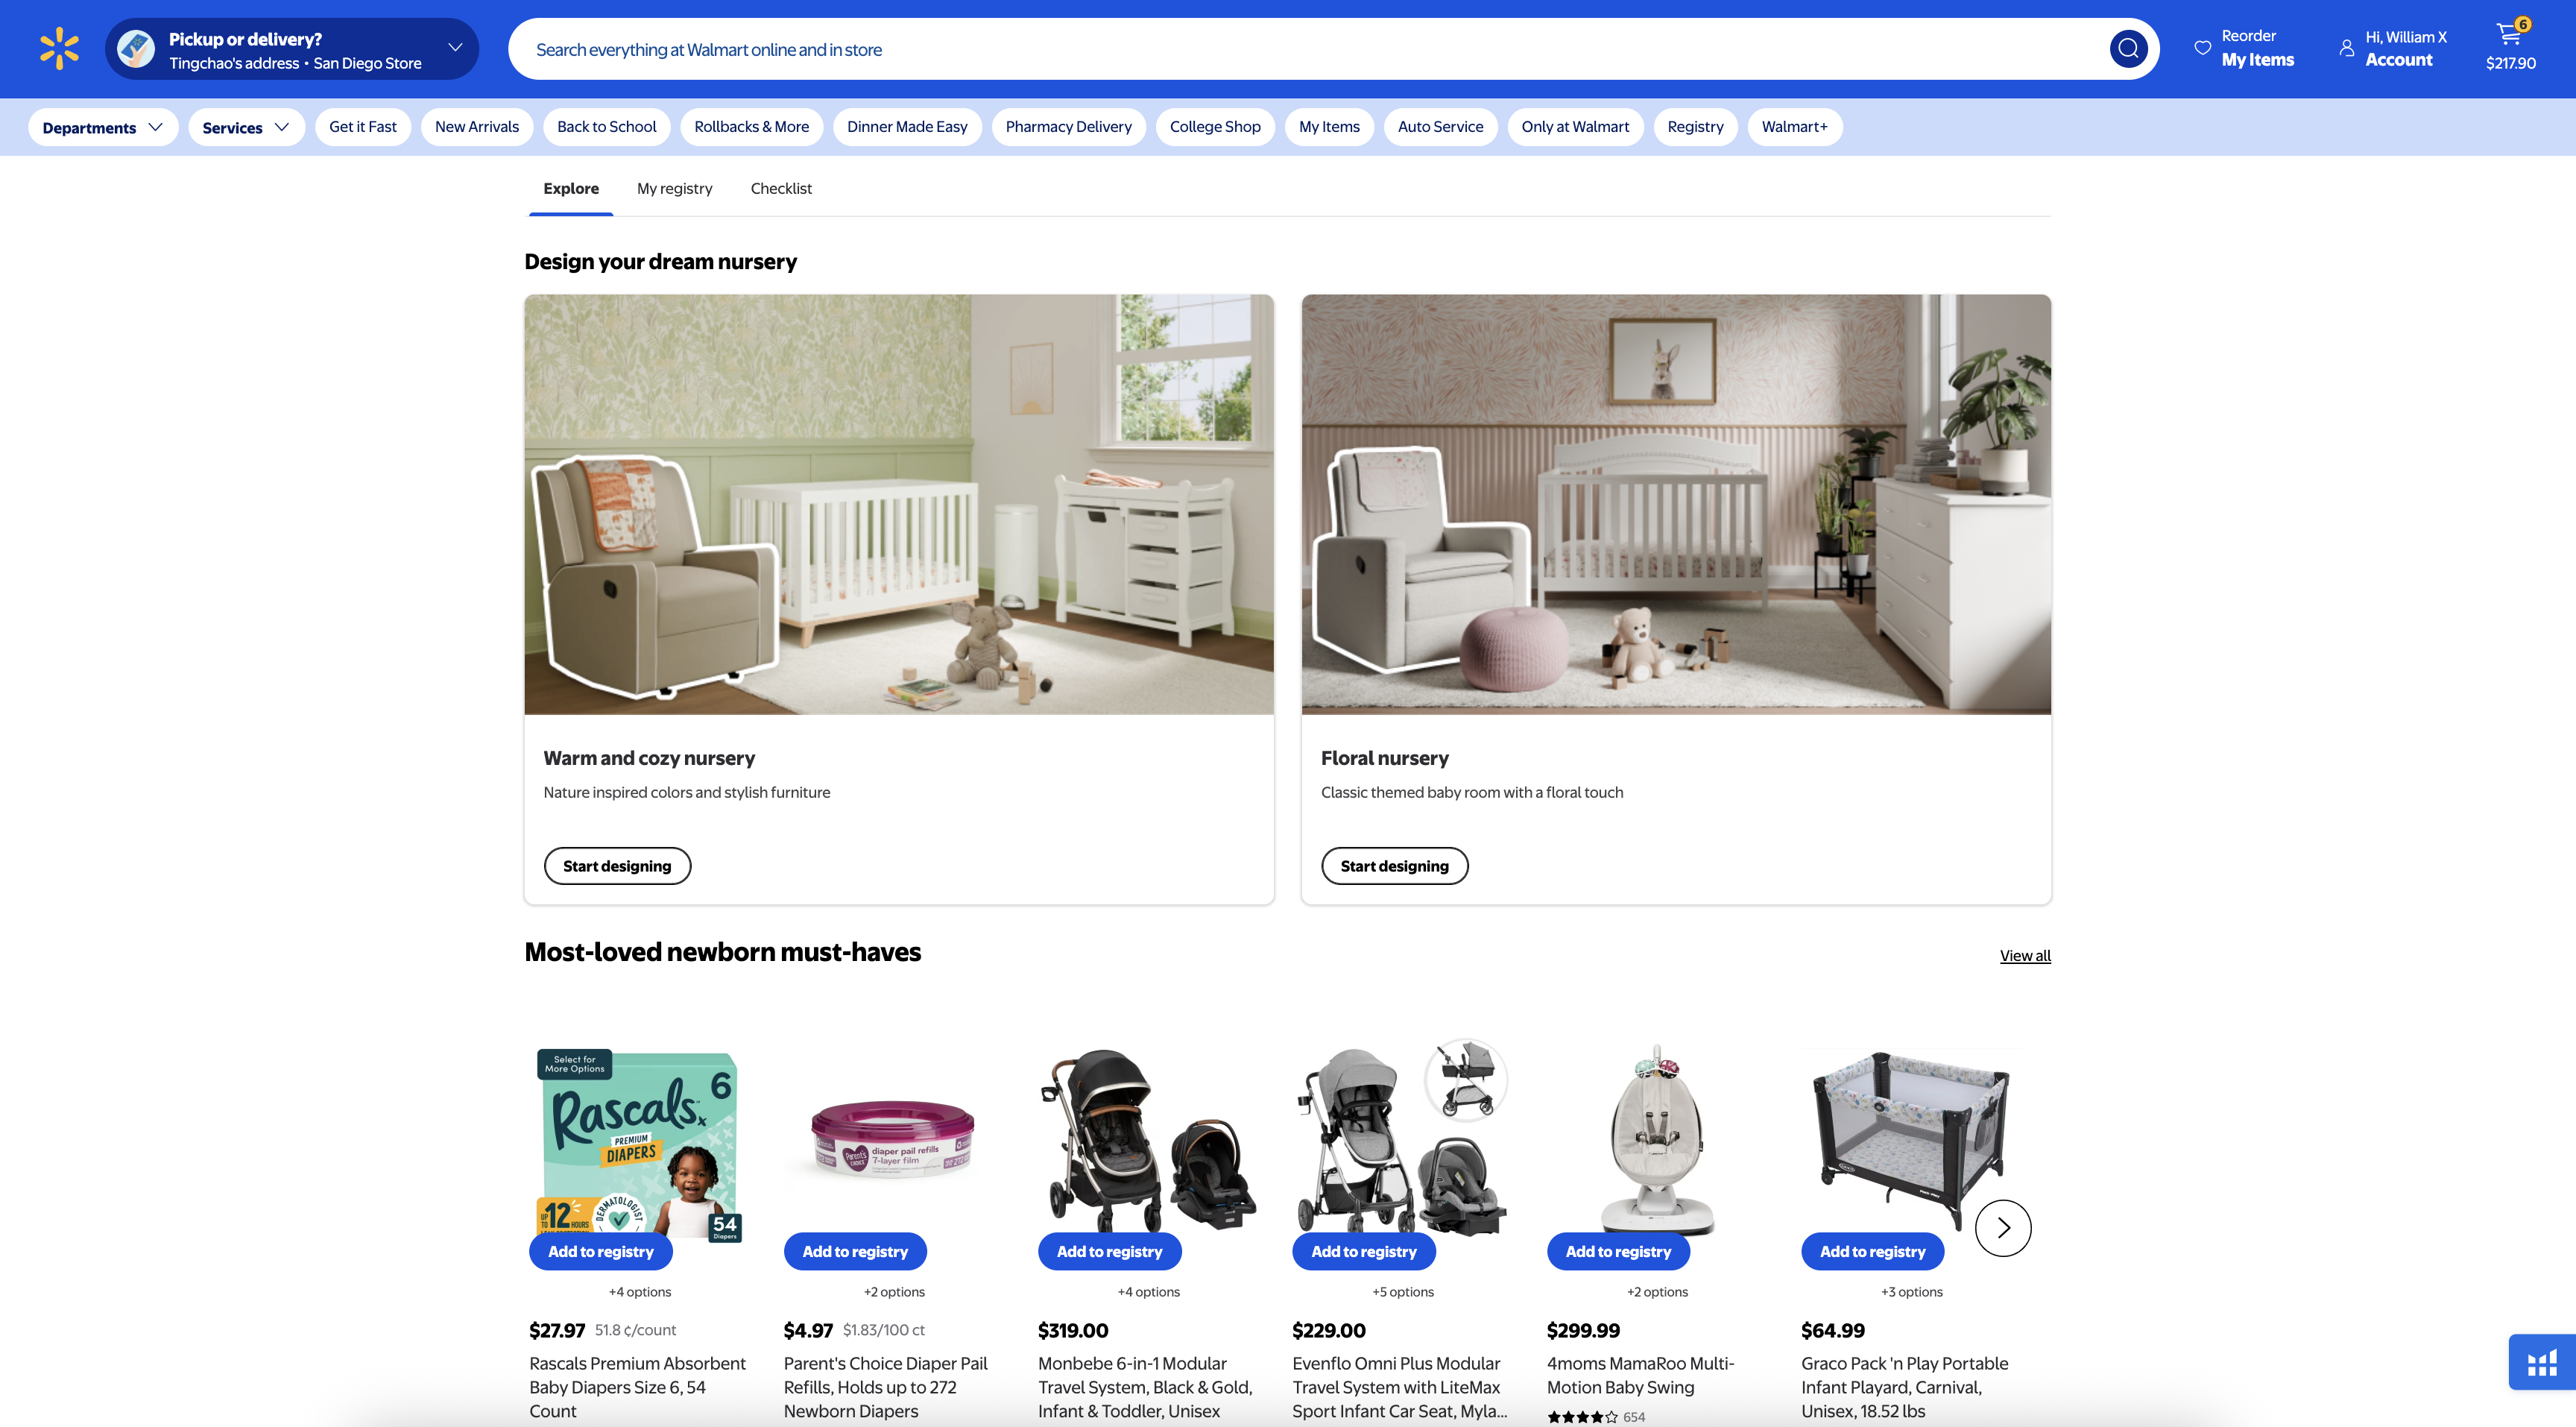 Pickup or delivery?
Tingchao's address • San Diego Store
Search everything at Walmart online and in store
Reorder
My Items
Hi, William X
Account
6
$217.90
Departments
Services
Get it Fast
New Arrivals
Back to School
Rollbacks & More
Dinner Made Easy
Pharmacy Delivery
College Shop
My Items
Auto Service
Only at Walmart
Registry
Walmart+
Explore
My registry
Checklist
Design your dream nursery
Warm and cozy nursery
Nature inspired colors and stylish furniture
Start designing
Floral nursery
Classic themed baby room with a floral touch
Start designing
Most-loved newborn must-haves
View all
Select for
More Options
6
Rascals
PREMIUM
DIAPERS
UP TO 12 HOURS
DERMATOLOGIST
54
Diapers
Add to registry
+4 options
$27.97 51.8 ¢/count
Rascals Premium Absorbent
Baby Diapers Size 6, 54
Count
Parent's Choice
diaper pail refills
7-layer film
Add to registry
+2 options
$4.97 $1.83/100 ct
Parent's Choice Diaper Pail
Refills, Holds up to 272
Newborn Diapers
Add to registry
+4 options
$319.00
Monbebe 6-in-1 Modular
Travel System, Black & Gold,
Infant & Toddler, Unisex
Add to registry
+5 options
$229.00
Evenflo Omni Plus Modular
Travel System with LiteMax
Sport Infant Car Seat, Myla...
Add to registry
+2 options
$299.99
4moms MamaRoo Multi-
Motion Baby Swing
654
Add to registry
+3 options
$64.99
Graco Pack 'n Play Portable
Infant Playard, Carnival,
Unisex, 18.52 lbs